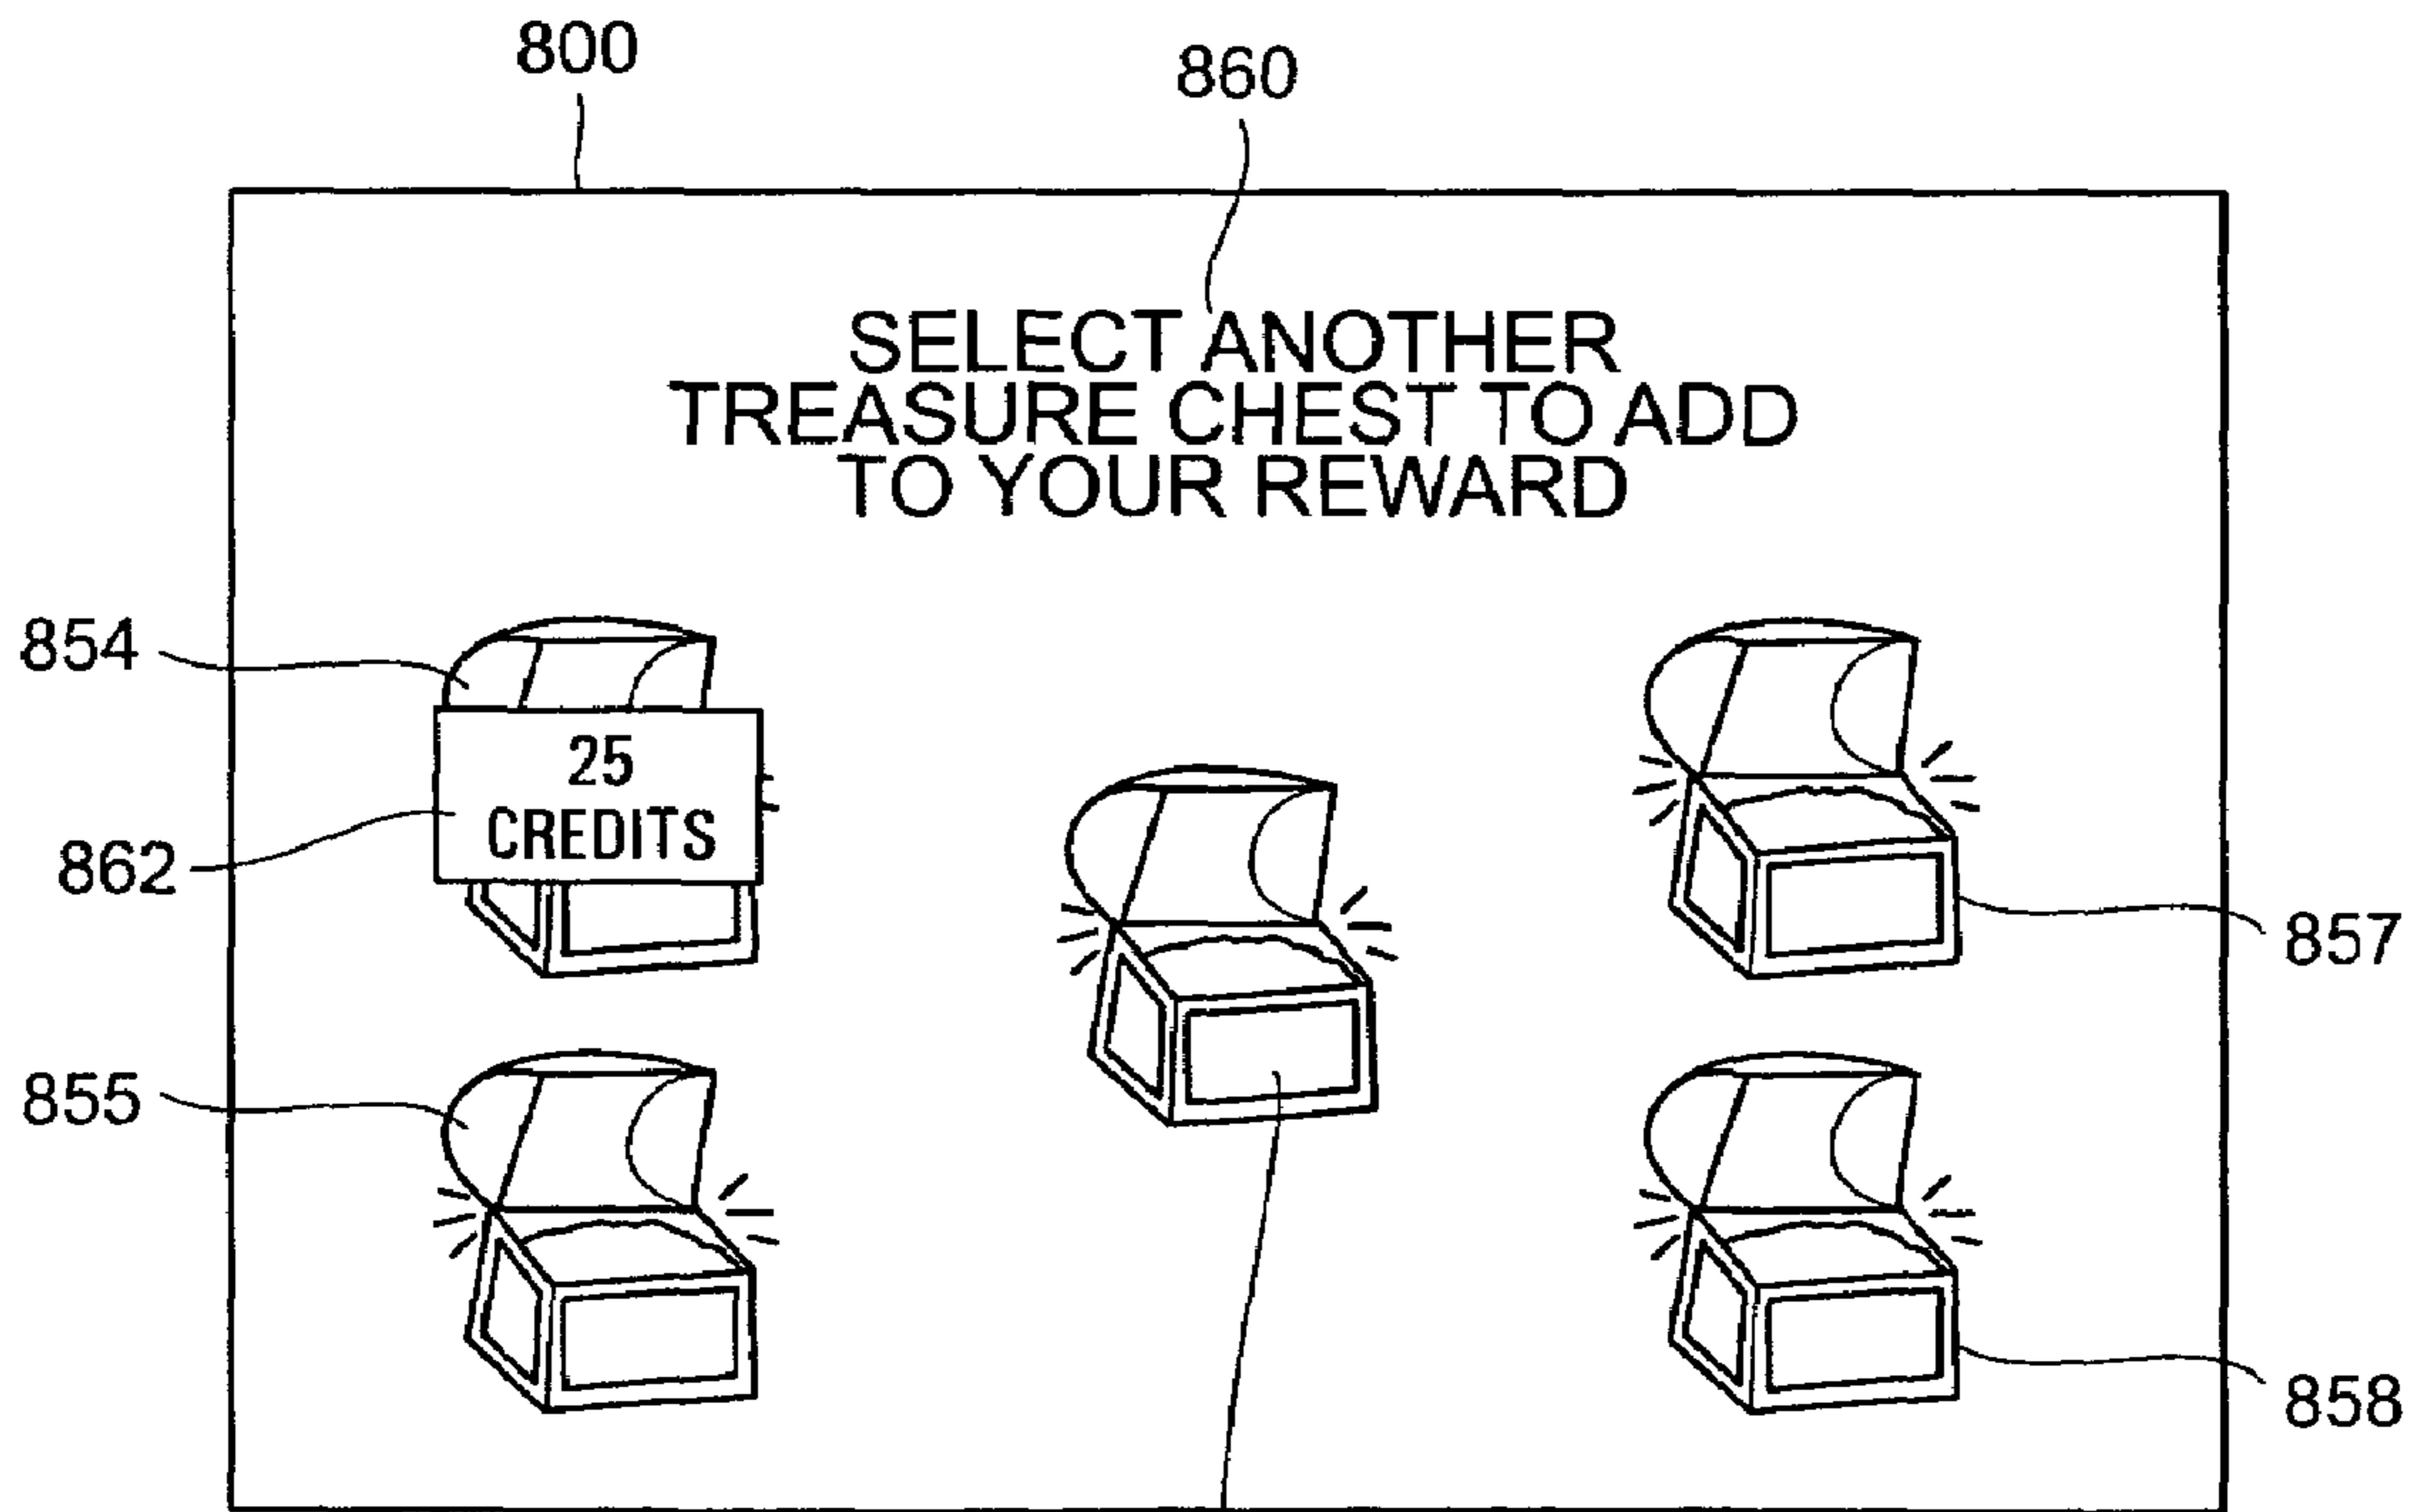 800
860
SELECT ANOTHER
TREASURE CHEST TO ADD
TO YOUR REWARD
854
25
CREDITS
862
857
855
858